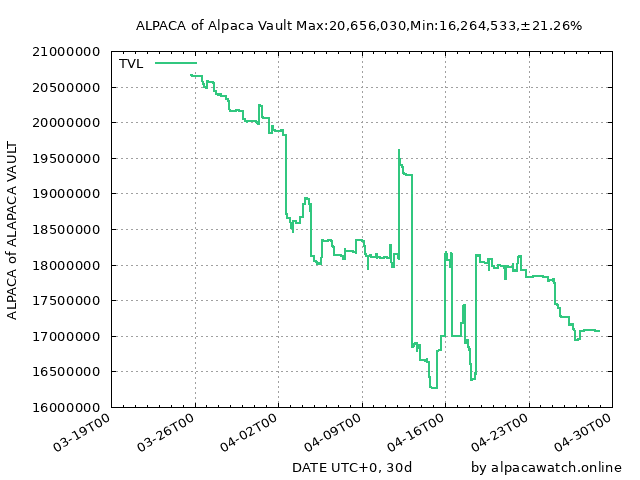 ALPACA of Alpaca Vault Max:20,656,030,Min:16,264,533,±21.26%
21000000
TVL
20500000
20000000
19500000
19000000
18500000
18000000
17500000
17000000
16500000
16000000
ALPACA of ALAPACA VAULT
03-19T00
03-26T00
04-02T00
04-09T00
04-16T00
04-23T00
04-30T00
DATE UTC+0, 30d
by alpacawatch.online